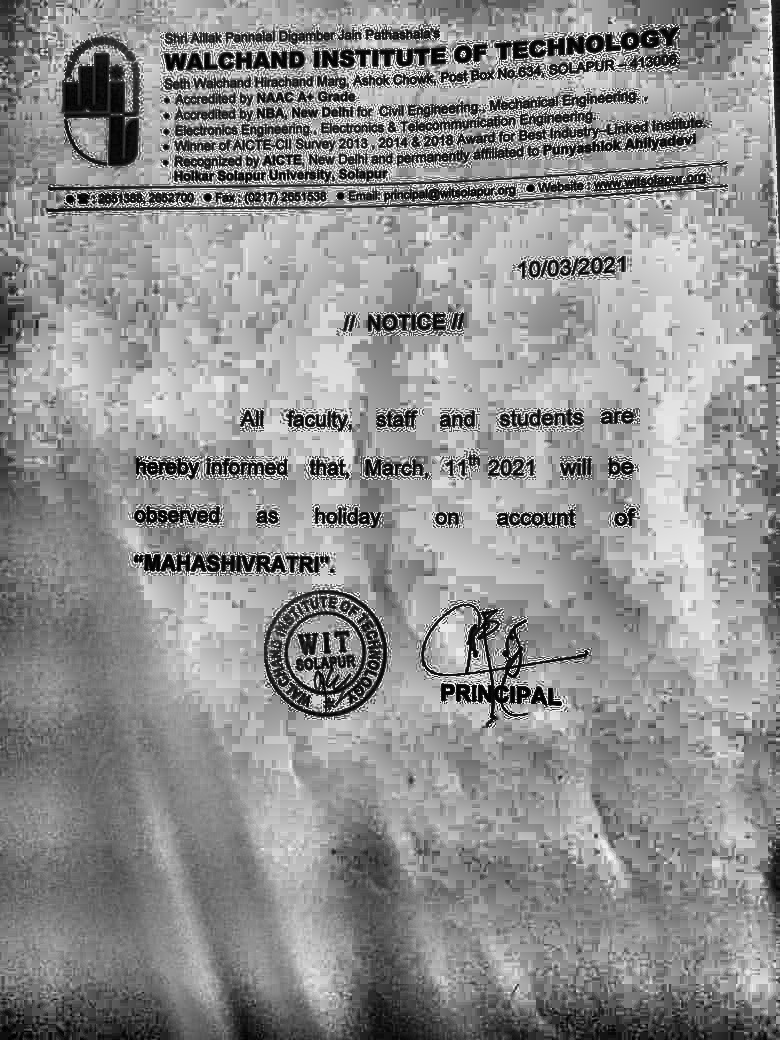 Shri Aillak Pannalal Digamber Jain Pathashala's
WALCHAND INSTITUTE OF TECHNOLOGY
Seth Walchand Hirachand Marg, Ashok Chowk, Post Box No.634, SOLAPUR – 413006
• Accredited by NAAC A+ Grade
• Accredited by NBA, New Delhi for Civil Engineering., Mechanical Engineering.,
Electronics Engineering., Electronics & Telecommunication Engineering.
• Winner of AICTE-CII Survey 2013, 2014 & 2018 Award for Best Industry–Linked Institute.
• Recognized by AICTE, New Delhi and permanently affiliated to Punyashlok Ahilyadevi
Holkar Solapur University, Solapur
• ☎ : 2651388, 2652700 • Fax : (0217) 2651538 • Email: principal@witsolapur.org • Website : www.witsolapur.org
10/03/2021
// NOTICE //
All faculty, staff and students are
hereby informed that, March, 11th 2021 will be
observed as holiday on account of
"MAHASHIVRATRI".
WALCHAND INSTITUTE OF TECHNOLOGY
WIT
SOLAPUR
PRINCIPAL